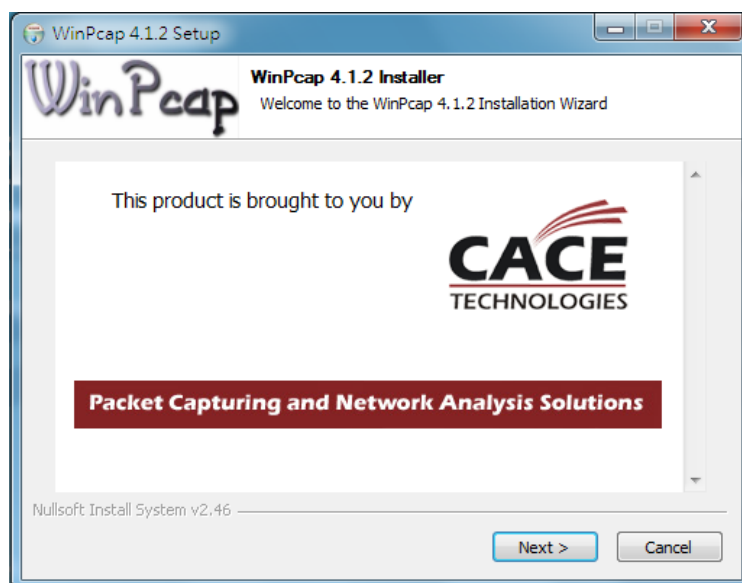 WinPcap 4.1.2 Setup
WinPcap
WinPcap 4.1.2 Installer
Welcome to the WinPcap 4.1.2 Installation Wizard
This product is brought to you by
CACE
TECHNOLOGIES
Packet Capturing and Network Analysis Solutions
Nullsoft Install System v2.46
Next >
Cancel